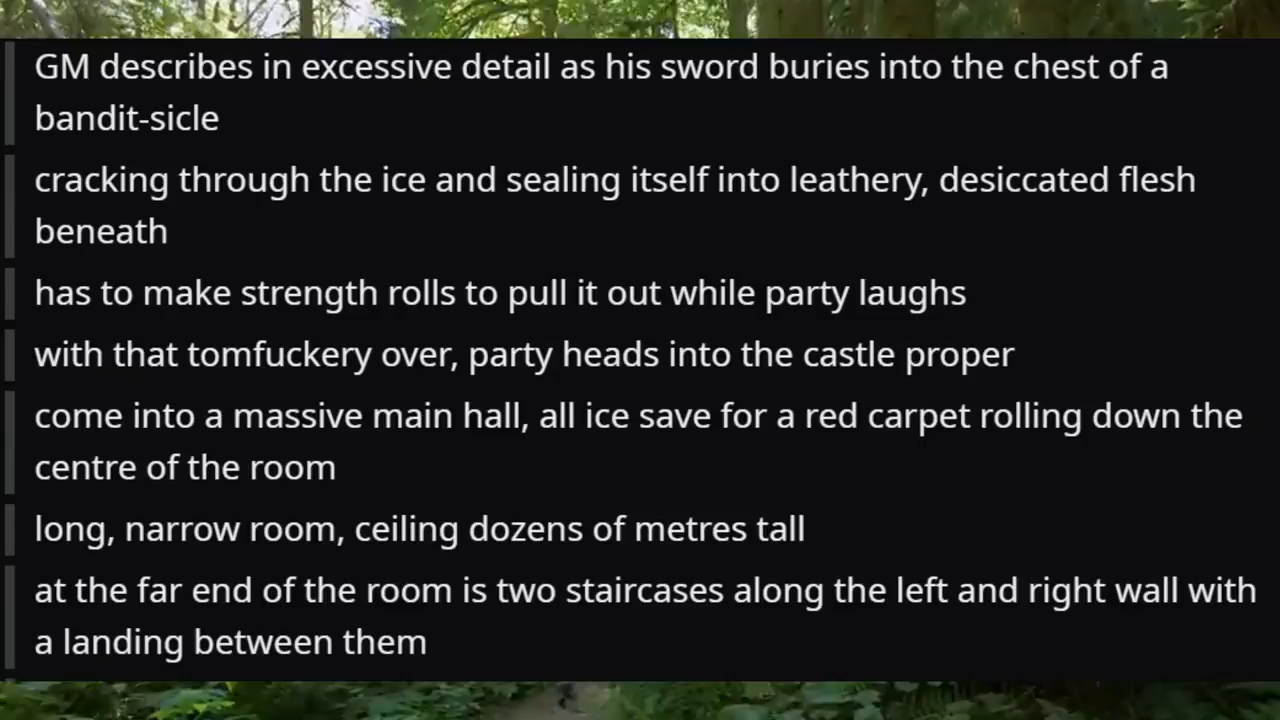 GM describes in excessive detail as his sword buries into the chest of a
bandit-sicle
cracking through the ice and sealing itself into leathery, desiccated flesh
beneath
has to make strength rolls to pull it out while party laughs
with that tomfuckery over, party heads into the castle proper
come into a massive main hall, all ice save for a red carpet rolling down the
centre of the room
long, narrow room, ceiling dozens of metres tall
at the far end of the room is two staircases along the left and right wall with
a landing between them